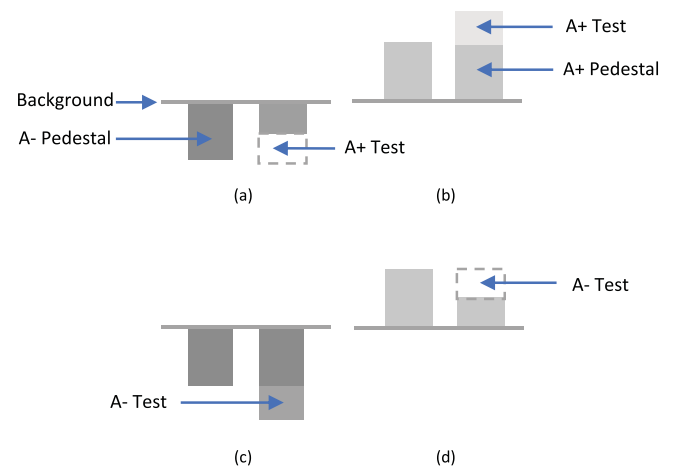 A+ Test
A+ Pedestal
Background
A- Pedestal
A+ Test
(a)
(b)
A- Test
A- Test
(c)
(d)